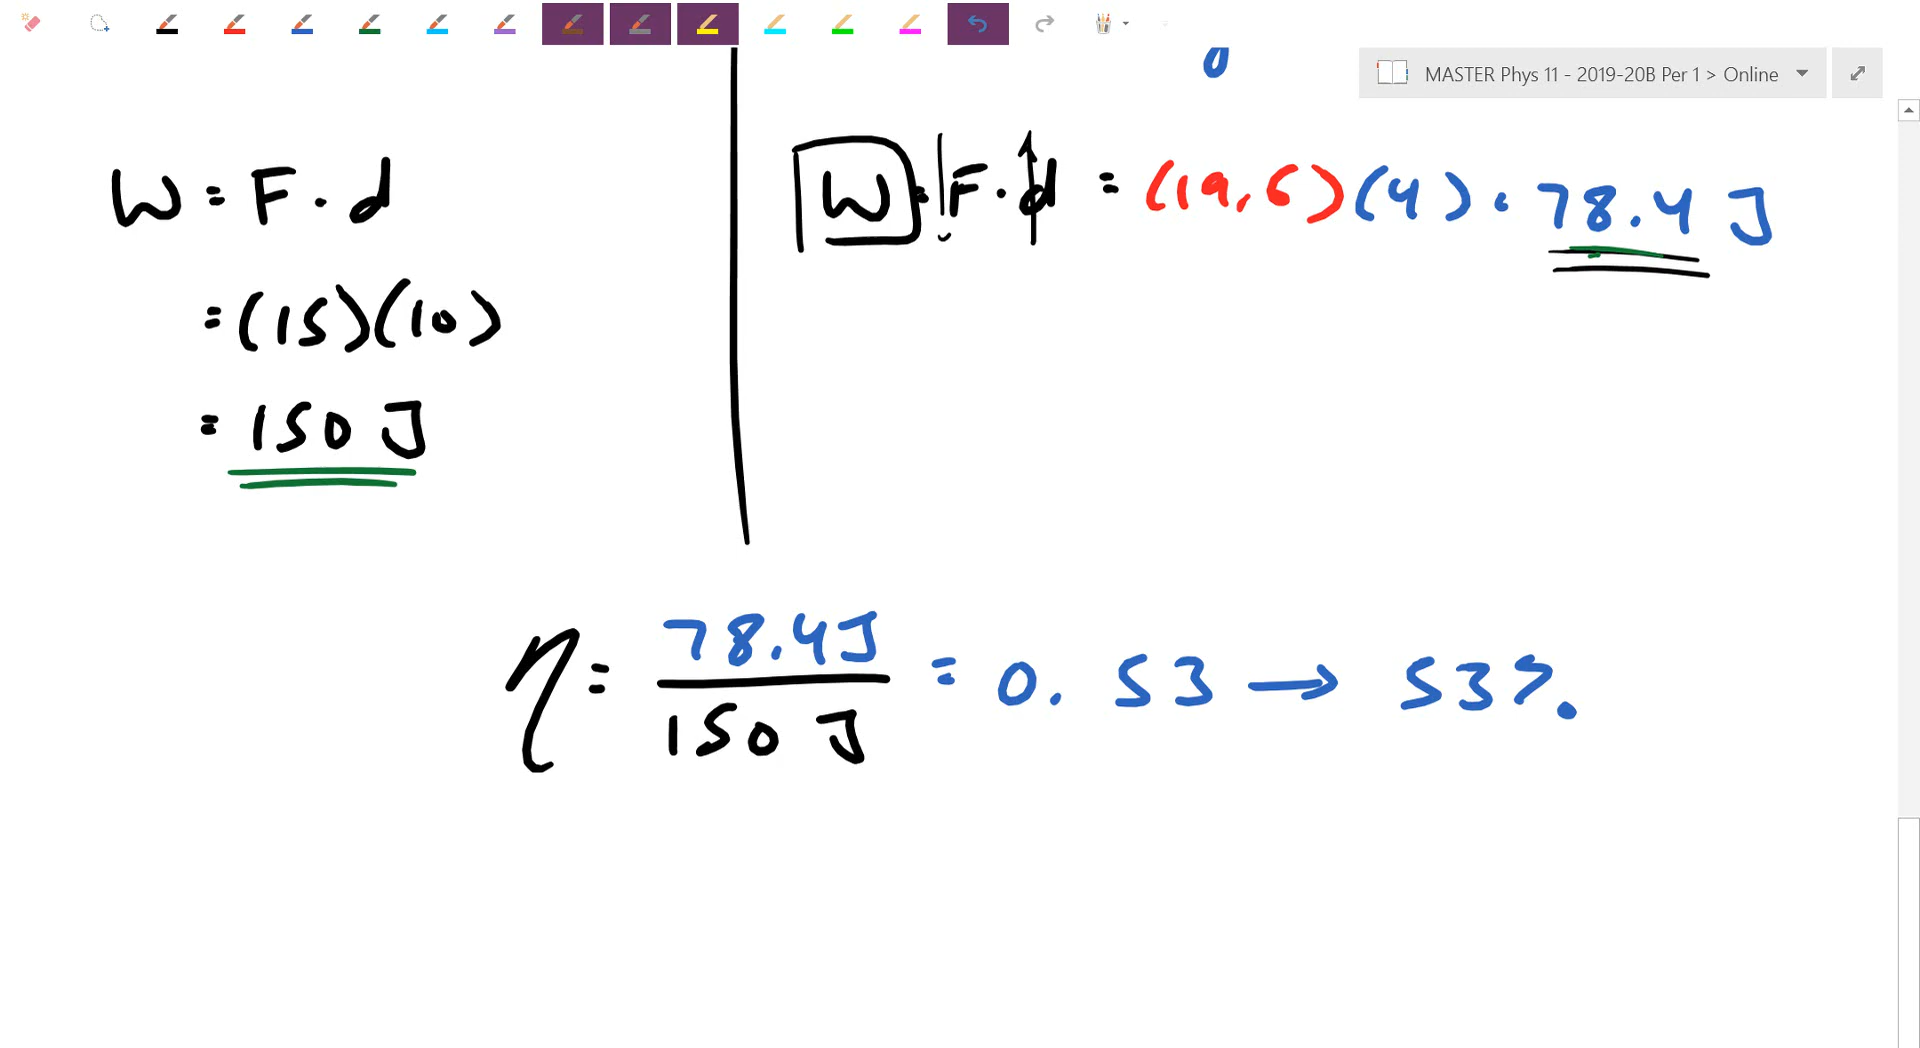 MASTER Phys 11 - 2019-20B Per 1 > Online
W = F · d
= (15)(10)
= 150 J
W = F · d = (19.6)(4) = 78.4 J
η = 78.4 J / 150 J = 0.53 → 53%